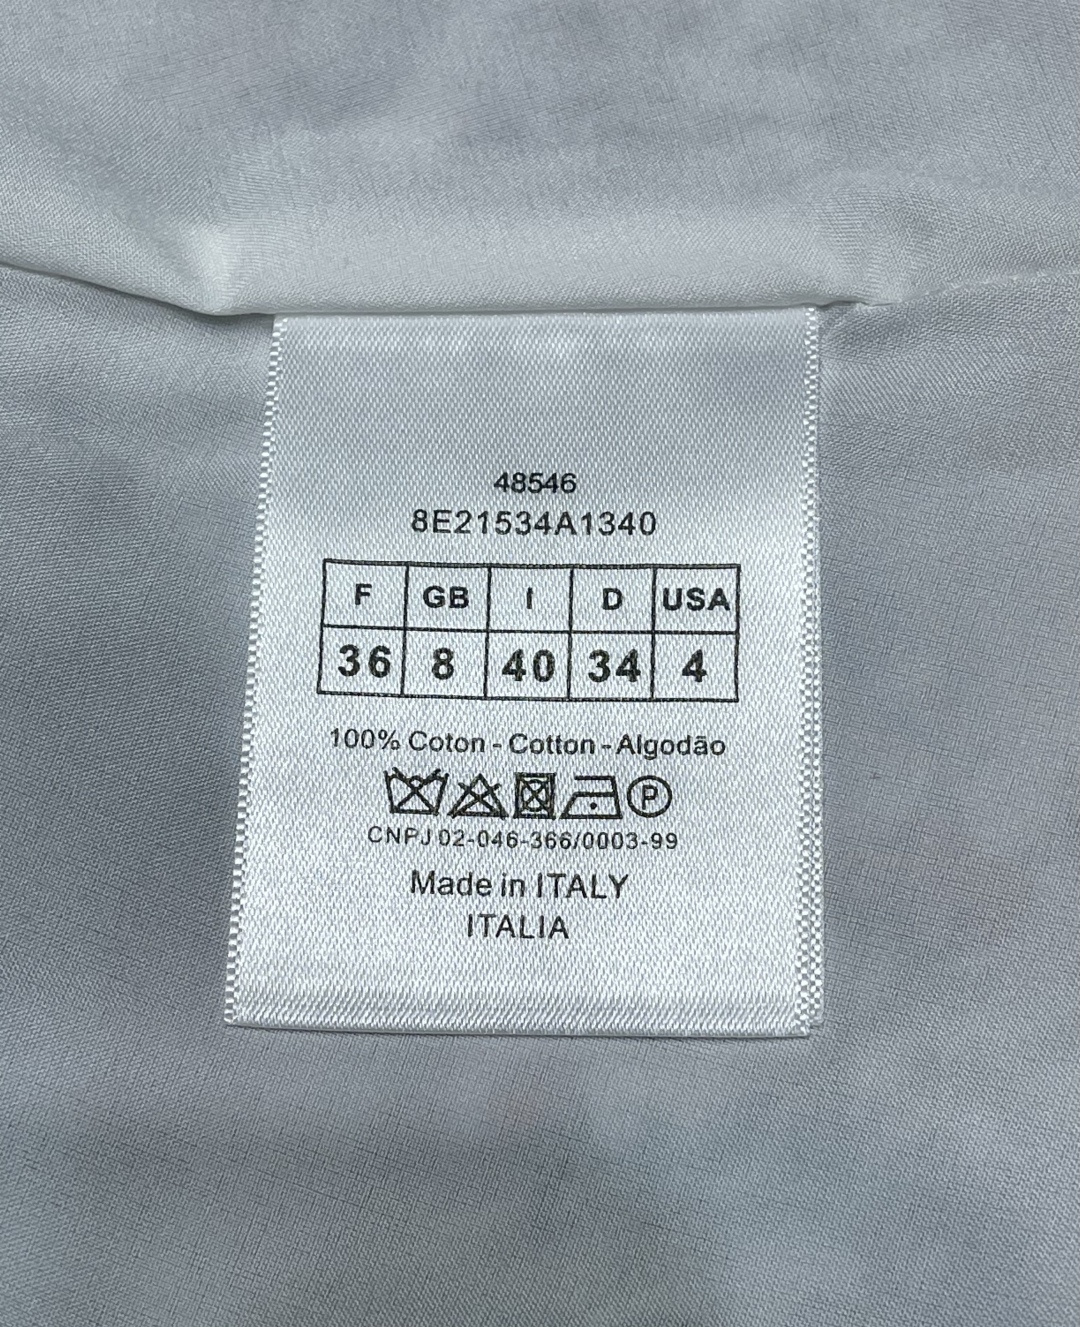 48546
8E21534A1340
F GB I D USA
36 8 40 34 4
100% Coton - Cotton - Algodão
P
CNPJ 02-046-366/0003-99
Made in ITALY
ITALIA